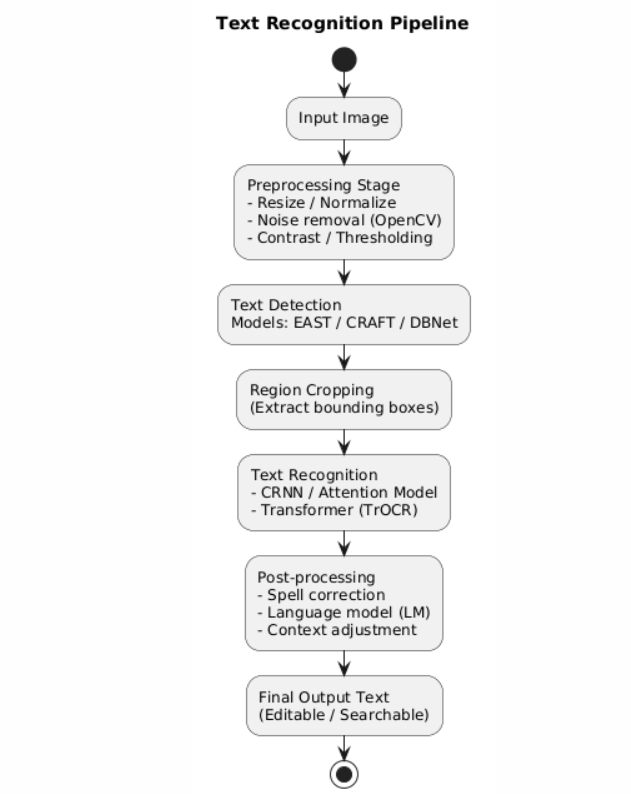 Text Recognition Pipeline
Input Image
Preprocessing Stage
- Resize / Normalize
- Noise removal (OpenCV)
- Contrast / Thresholding
Text Detection
Models: EAST / CRAFT / DBNet
Region Cropping
(Extract bounding boxes)
Text Recognition
- CRNN / Attention Model
- Transformer (TrOCR)
Post-processing
- Spell correction
- Language model (LM)
- Context adjustment
Final Output Text
(Editable / Searchable)